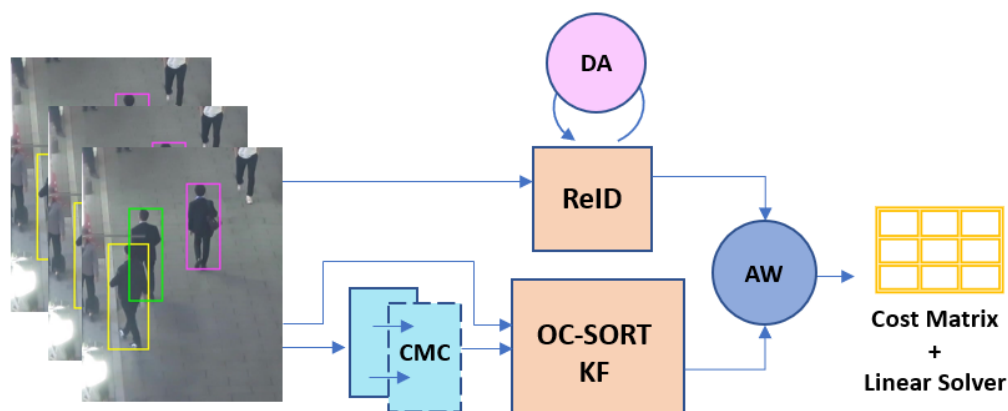 DA
ReID
AW
CMC
OC-SORT
KF
Cost Matrix
+
Linear Solver